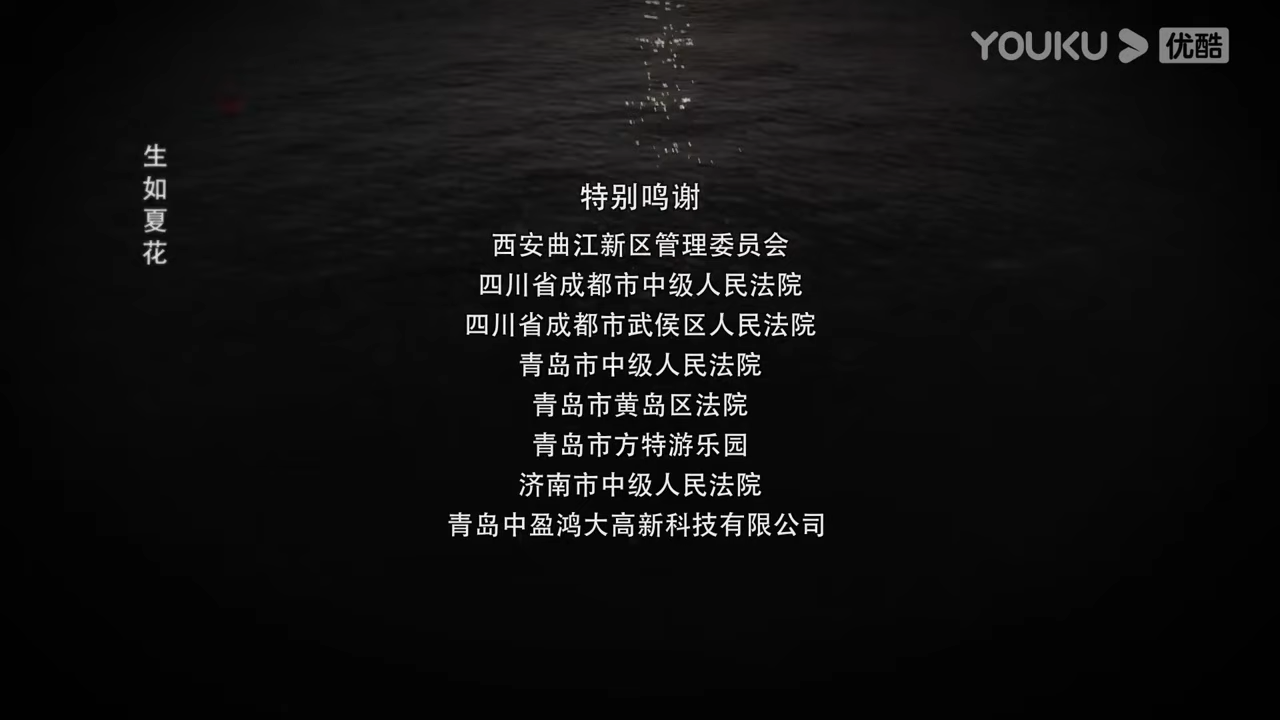 YOUKU 优酷
生如夏花
特别鸣谢
西安曲江新区管理委员会
四川省成都市中级人民法院
四川省成都市武侯区人民法院
青岛市中级人民法院
青岛市黄岛区法院
青岛市方特游乐园
济南市中级人民法院
青岛中盈鸿大高新科技有限公司